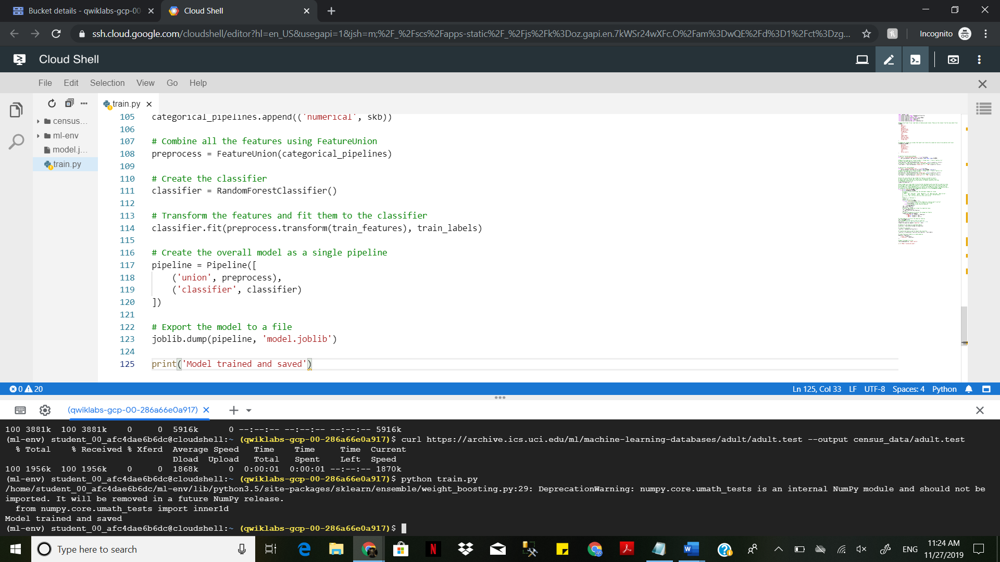 Bucket details - qwiklabs-gcp-00
Cloud Shell
ssh.cloud.google.com/cloudshell/editor?hl=en_US&usegapi=1&jsh=m;%2F_%2Fscs%2Fapps-static%2F_%2Fjs%2Fk%3Doz.gapi.en.7kWSr24wXFc.O%2Fam%3DwQE%2Fd%3D1%2Fct%3Dzg...
Incognito
Cloud Shell
File Edit Selection View Go Help
train.py
census...
ml-env
model.j...
train.py
105 categorical_pipelines.append(('numerical', skb))
106
107 # Combine all the features using FeatureUnion
108 preprocess = FeatureUnion(categorical_pipelines)
109
110 # Create the classifier
111 classifier = RandomForestClassifier()
112
113 # Transform the features and fit them to the classifier
114 classifier.fit(preprocess.transform(train_features), train_labels)
115
116 # Create the overall model as a single pipeline
117 pipeline = Pipeline([
118     ('union', preprocess),
119     ('classifier', classifier)
120 ])
121
122 # Export the model to a file
123 joblib.dump(pipeline, 'model.joblib')
124
125 print('Model trained and saved')
0 20
Ln 125, Col 33 LF UTF-8 Spaces: 4 Python
(qwiklabs-gcp-00-286a66e0a917)
100 3881k  100 3881k    0     0  5916k      0 --:--:-- --:--:-- --:--:-- 5916k
(ml-env) student_00_afc4dae6b6dc@cloudshell:~ (qwiklabs-gcp-00-286a66e0a917)$ curl https://archive.ics.uci.edu/ml/machine-learning-databases/adult/adult.test --output census_data/adult.test
  % Total    % Received % Xferd  Average Speed   Time    Time     Time  Current
                                 Dload  Upload   Total   Spent    Left  Speed
100 1956k  100 1956k    0     0  1868k      0  0:00:01  0:00:01 --:--:-- 1870k
(ml-env) student_00_afc4dae6b6dc@cloudshell:~ (qwiklabs-gcp-00-286a66e0a917)$ python train.py
/home/student_00_afc4dae6b6dc/ml-env/lib/python3.5/site-packages/sklearn/ensemble/weight_boosting.py:29: DeprecationWarning: numpy.core.umath_tests is an internal NumPy module and should not be
imported. It will be removed in a future NumPy release.
  from numpy.core.umath_tests import inner1d
Model trained and saved
(ml-env) student_00_afc4dae6b6dc@cloudshell:~ (qwiklabs-gcp-00-286a66e0a917)$
Type here to search
ENG
11:24 AM
11/27/2019